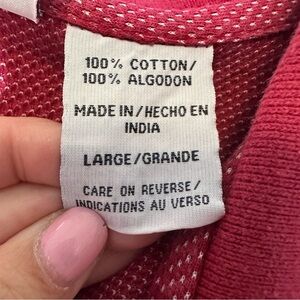 100% COTTON/
100% ALGODON
MADE IN/HECHO EN
INDIA
LARGE/GRANDE
CARE ON REVERSE/
INDICATIONS AU VERSO